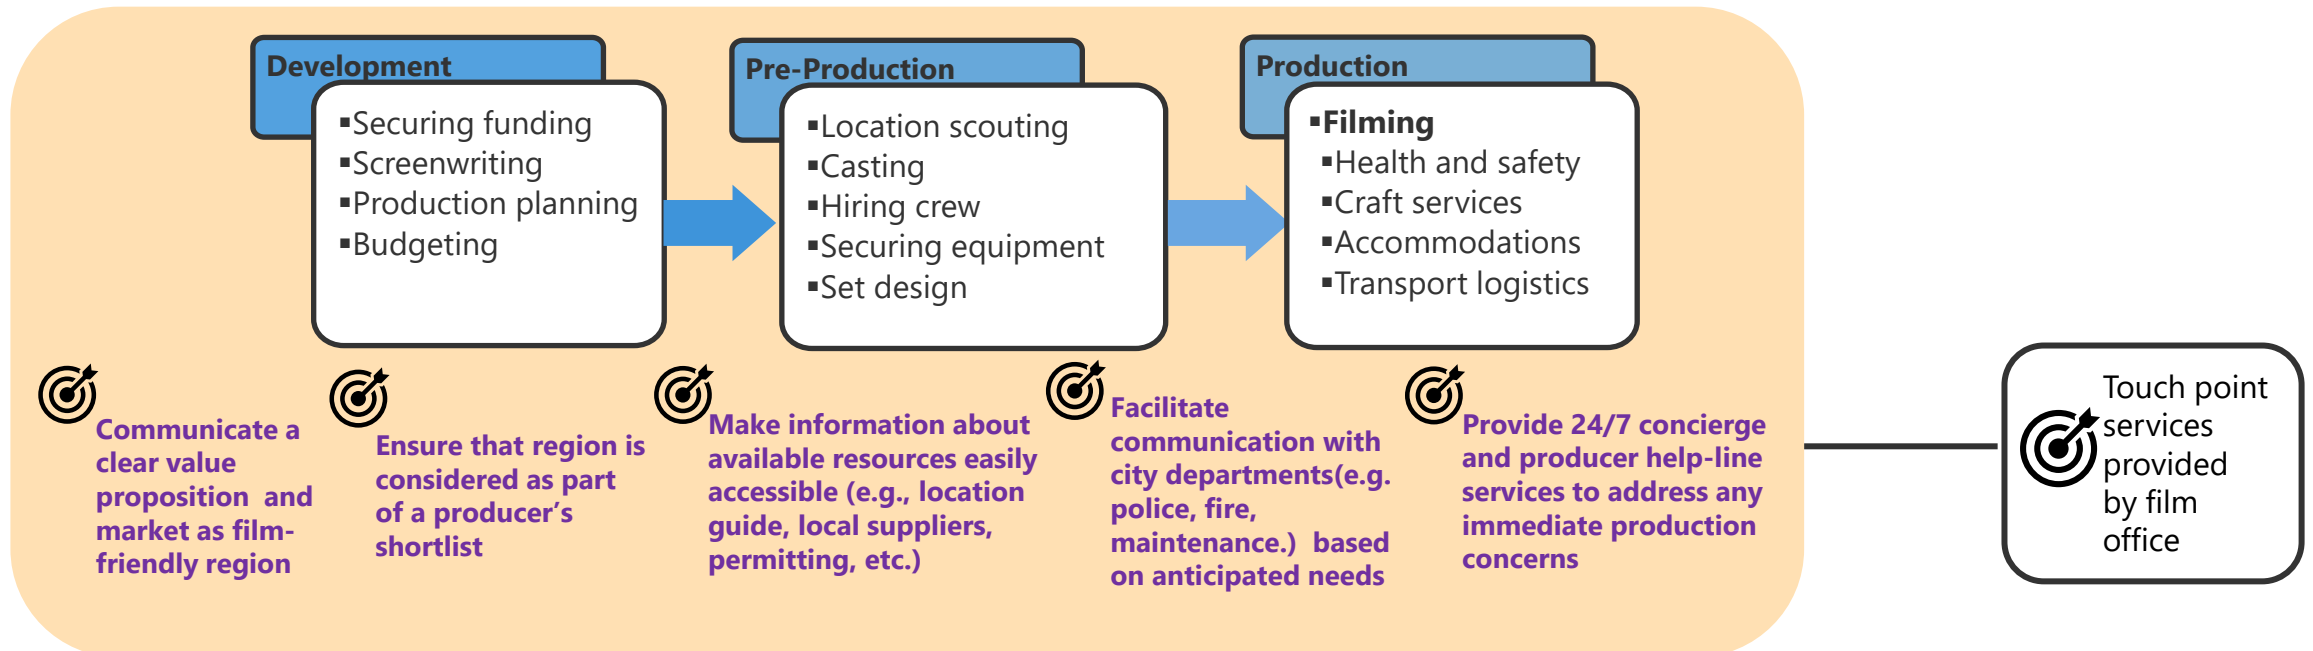 Development
▪Securing funding
▪Screenwriting
▪Production planning
▪Budgeting
Pre-Production
▪Location scouting
▪Casting
▪Hiring crew
▪Securing equipment
▪Set design
Production
▪Filming
▪Health and safety
▪Craft services
▪Accommodations
▪Transport logistics
Communicate a
clear value
proposition  and
market as film-
friendly region
Ensure that region is
considered as part
of a producer’s
shortlist
Make information about
available resources easily
accessible (e.g., location
guide, local suppliers,
permitting, etc.)
Facilitate
communication with
city departments(e.g.
police, fire,
maintenance.)  based
on anticipated needs
Provide 24/7 concierge
and producer help-line
services to address any
immediate production
concerns
Touch point
services
provided
by film
office